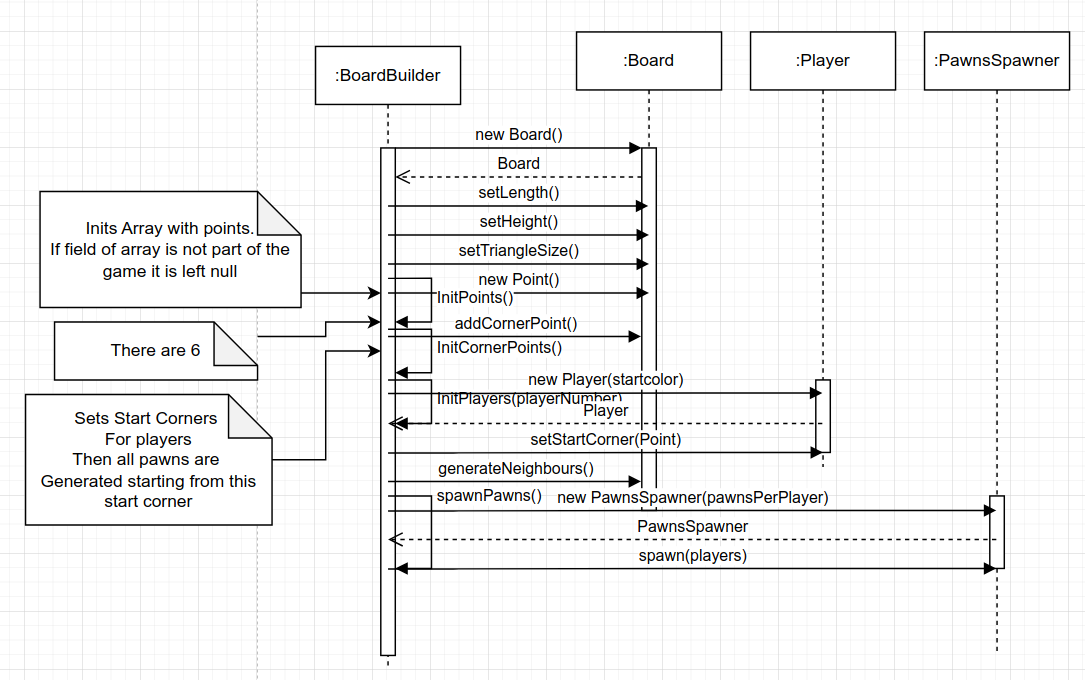 :BoardBuilder
:Board
:Player
:PawnsSpawner
new Board()
Board
setLength()
setHeight()
setTriangleSize()
new Point()
InitPoints()
addCornerPoint()
InitCornerPoints()
new Player(startcolor)
InitPlayers(playerNumber)
Player
setStartCorner(Point)
generateNeighbours()
spawnPawns()
new PawnsSpawner(pawnsPerPlayer)
PawnsSpawner
spawn(players)
Inits Array with points.
If field of array is not part of the
game it is left null
There are 6
Sets Start Corners
For players
Then all pawns are
Generated starting from this
start corner